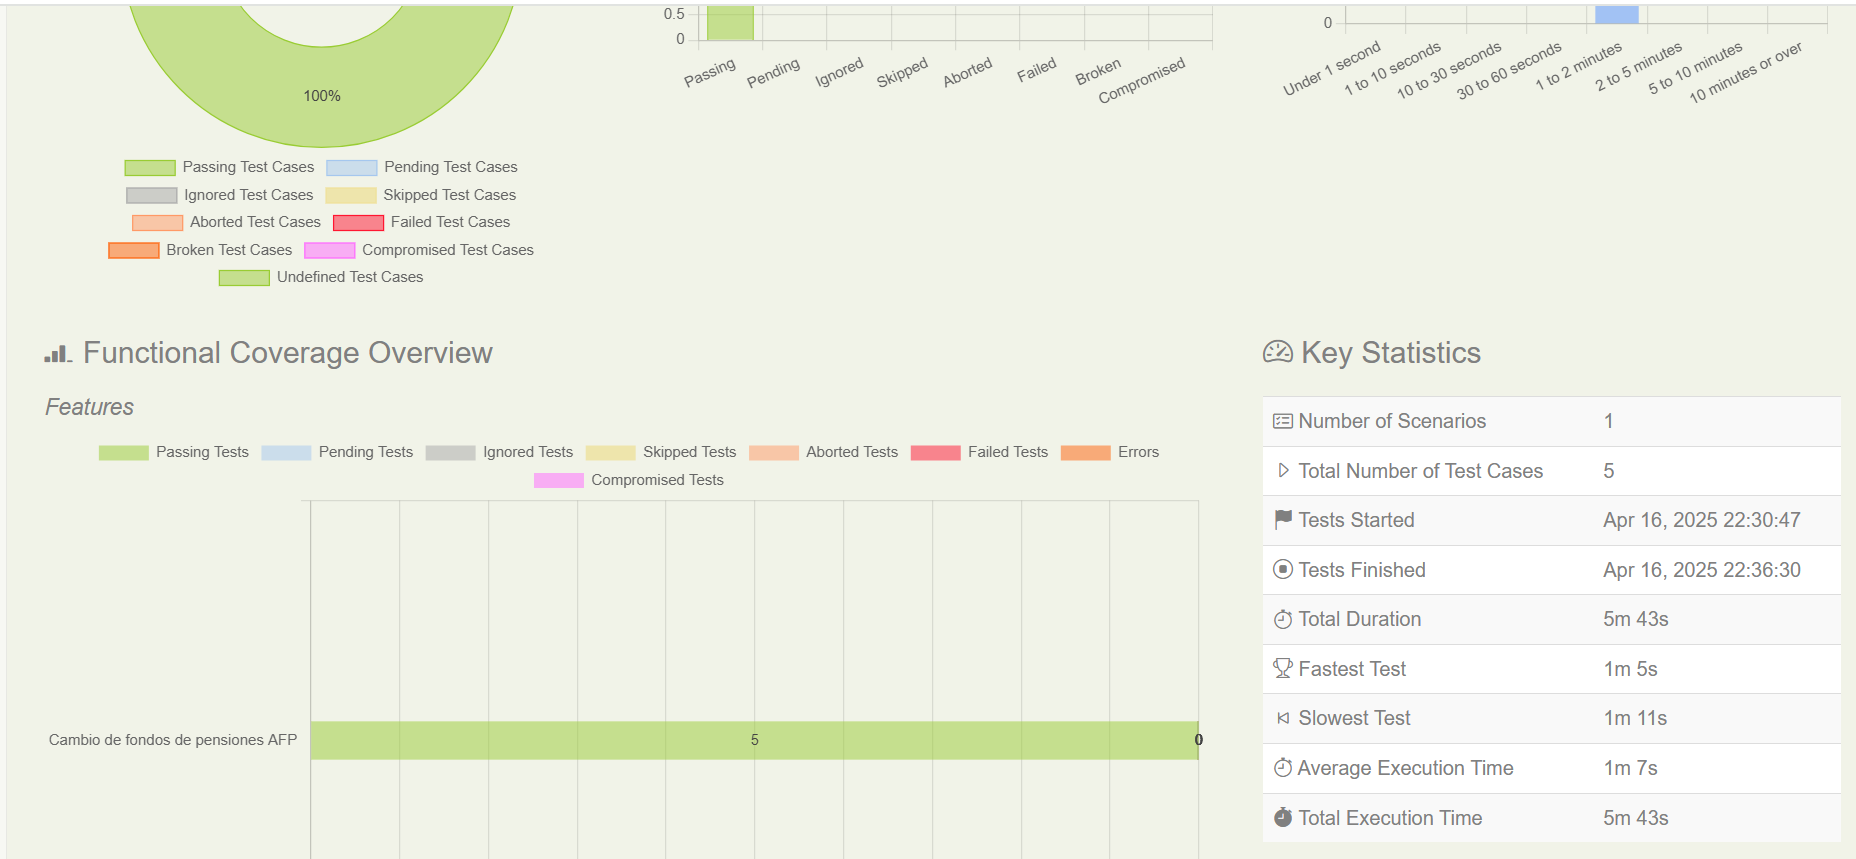 100%
Passing Test Cases
Pending Test Cases
Ignored Test Cases
Skipped Test Cases
Aborted Test Cases
Failed Test Cases
Broken Test Cases
Compromised Test Cases
Undefined Test Cases
0.5
0
Passing
Pending
Ignored
Skipped
Aborted
Failed
Broken
Compromised
0
Under 1 second
1 to 10 seconds
10 to 30 seconds
30 to 60 seconds
1 to 2 minutes
2 to 5 minutes
5 to 10 minutes
10 minutes or over
Functional Coverage Overview
Features
Passing Tests
Pending Tests
Ignored Tests
Skipped Tests
Aborted Tests
Failed Tests
Errors
Compromised Tests
Cambio de fondos de pensiones AFP
5
0
Key Statistics
Number of Scenarios 1
Total Number of Test Cases 5
Tests Started Apr 16, 2025 22:30:47
Tests Finished Apr 16, 2025 22:36:30
Total Duration 5m 43s
Fastest Test 1m 5s
Slowest Test 1m 11s
Average Execution Time 1m 7s
Total Execution Time 5m 43s